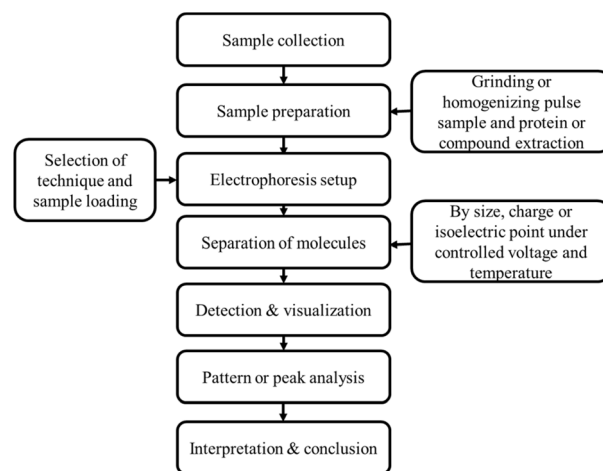 Sample collection
Sample preparation
Grinding or
homogenizing pulse
sample and protein or
compound extraction
Selection of
technique and
sample loading
Electrophoresis setup
Separation of molecules
By size, charge or
isoelectric point under
controlled voltage and
temperature
Detection & visualization
Pattern or peak analysis
Interpretation & conclusion